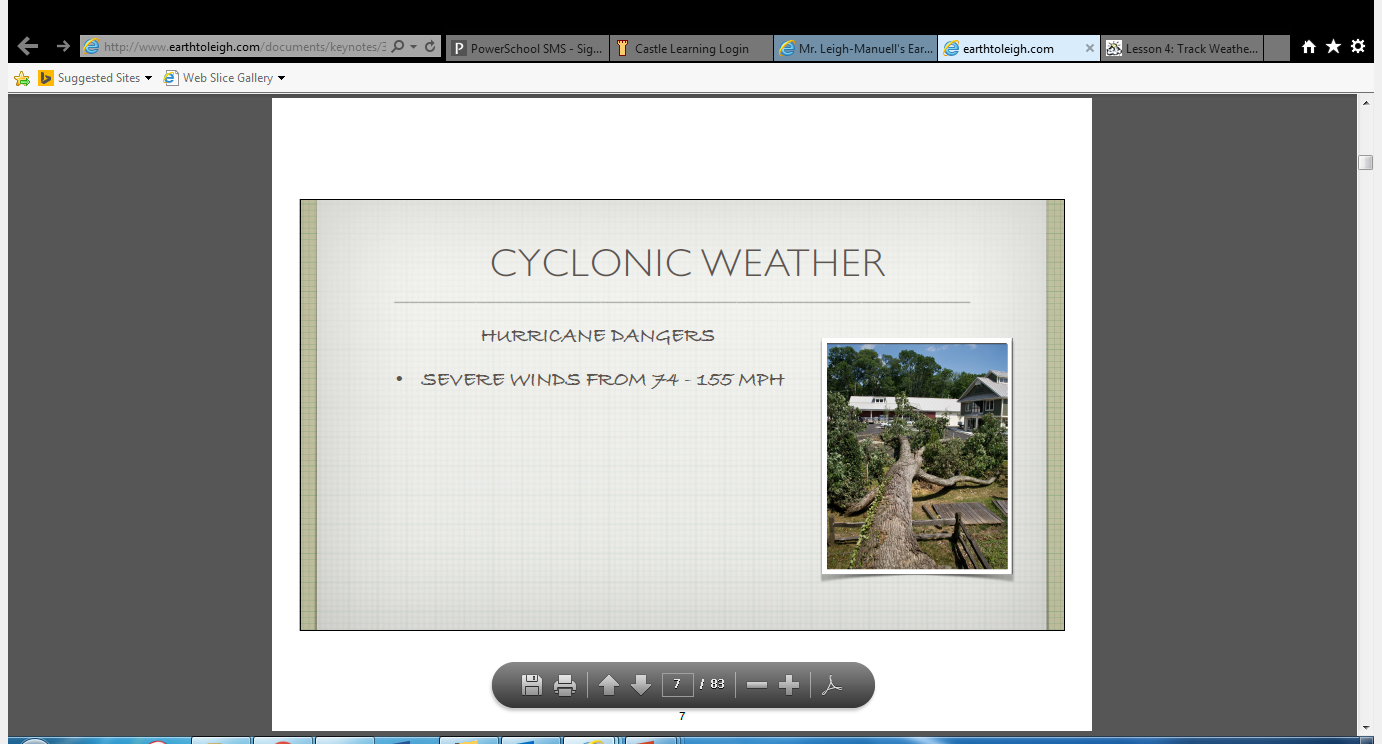 http://www.earthtoleigh.com/documents/keynotes/3
PowerSchool SMS - Sig...
Castle Learning Login
Mr. Leigh-Manuell's Ear...
earthtoleigh.com
Lesson 4: Track Weathe...
Suggested Sites
Web Slice Gallery
CYCLONIC WEATHER
HURRICANE DANGERS
• SEVERE WINDS FROM 74 - 155 MPH
7 / 83
7